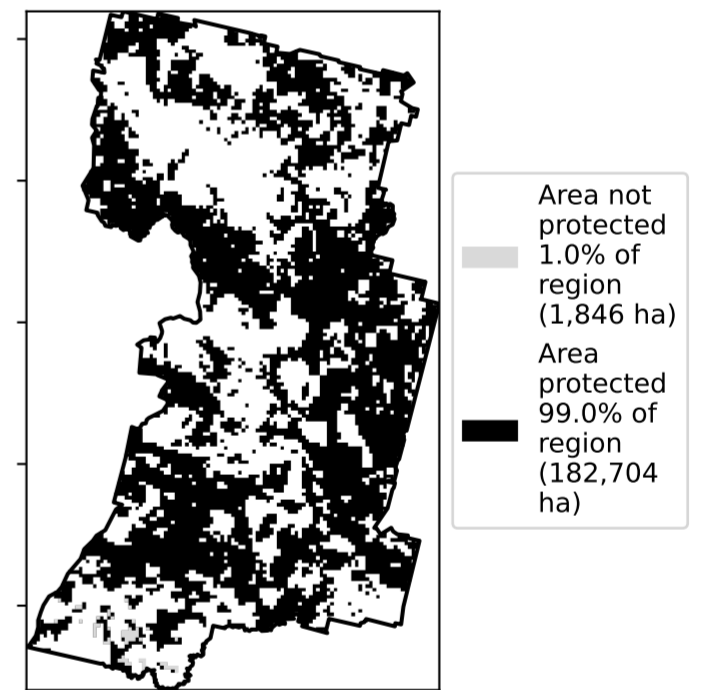 Area not
protected
1.0% of
region
(1,846 ha)
Area
protected
99.0% of
region
(182,704
ha)